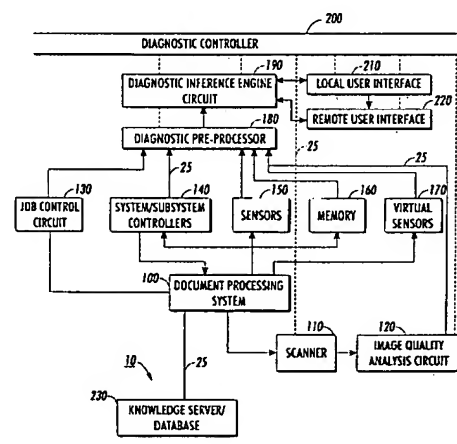 200
DIAGNOSTIC CONTROLLER
190
210
DIAGNOSTIC INFERENCE ENGINE
CIRCUIT
LOCAL USER INTERFACE
220
REMOTE USER INTERFACE
180
DIAGNOSTIC PRE-PROCESSOR
25
25
25
130
140
150
160
170
JOB CONTROL
CIRCUIT
SYSTEM/SUBSYSTEM
CONTROLLERS
SENSORS
MEMORY
VIRTUAL
SENSORS
100
DOCUMENT PROCESSING
SYSTEM
110
120
SCANNER
IMAGE QUALITY
ANALYSIS CIRCUIT
10
25
230
KNOWLEDGE SERVER/
DATABASE